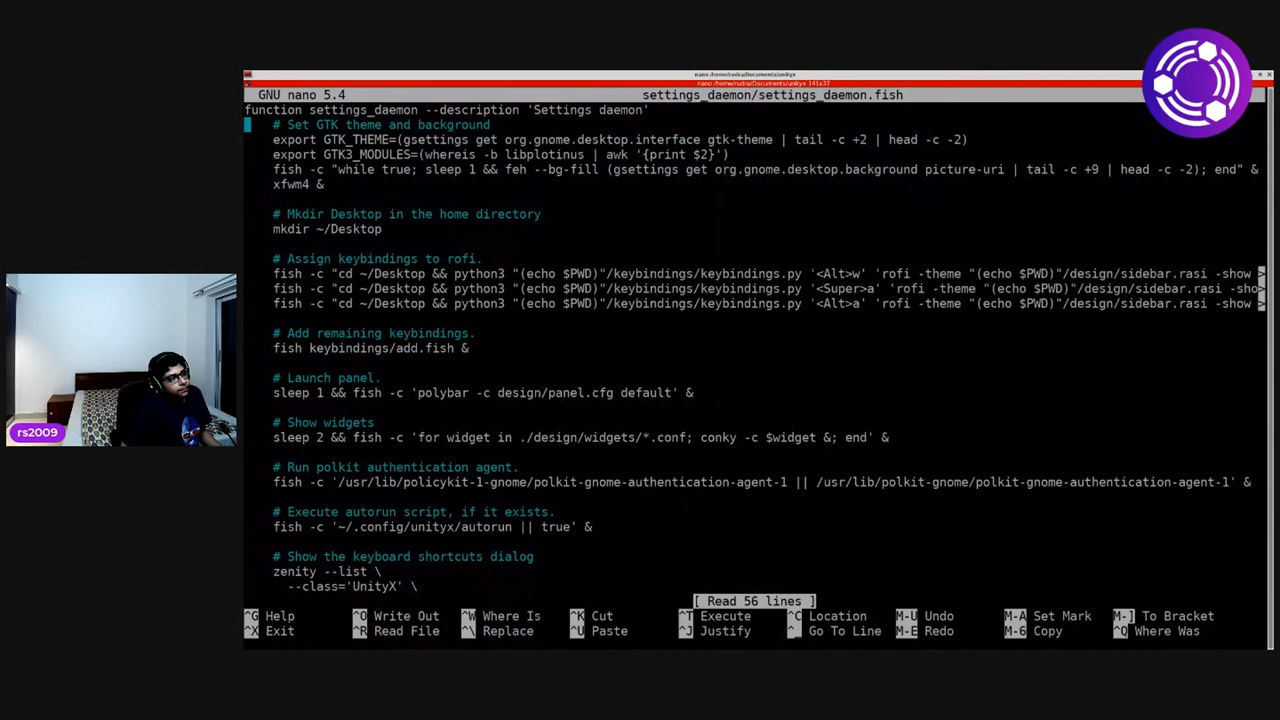 nano /home/rudra/Documents/unityx
nano /home/rudra/Documents/unityx 141x37
GNU nano 5.4 settings_daemon/settings_daemon.fish
function settings_daemon --description 'Settings daemon'
# Set GTK theme and background
export GTK_THEME=(gsettings get org.gnome.desktop.interface gtk-theme | tail -c +2 | head -c -2)
export GTK3_MODULES=(whereis -b libplotinus | awk '{print $2}')
fish -c "while true; sleep 1 && feh --bg-fill (gsettings get org.gnome.desktop.background picture-uri | tail -c +9 | head -c -2); end" &
xfwm4 &
# Mkdir Desktop in the home directory
mkdir ~/Desktop
# Assign keybindings to rofi.
fish -c "cd ~/Desktop && python3 "(echo $PWD)"/keybindings/keybindings.py '<Alt>w' 'rofi -theme "(echo $PWD)"/design/sidebar.rasi -show >
fish -c "cd ~/Desktop && python3 "(echo $PWD)"/keybindings/keybindings.py '<Super>a' 'rofi -theme "(echo $PWD)"/design/sidebar.rasi -sho>
fish -c "cd ~/Desktop && python3 "(echo $PWD)"/keybindings/keybindings.py '<Alt>a' 'rofi -theme "(echo $PWD)"/design/sidebar.rasi -show >
# Add remaining keybindings.
fish keybindings/add.fish &
# Launch panel.
sleep 1 && fish -c 'polybar -c design/panel.cfg default' &
# Show widgets
sleep 2 && fish -c 'for widget in ./design/widgets/*.conf; conky -c $widget &; end' &
# Run polkit authentication agent.
fish -c '/usr/lib/policykit-1-gnome/polkit-gnome-authentication-agent-1 || /usr/lib/polkit-gnome/polkit-gnome-authentication-agent-1' &
# Execute autorun script, if it exists.
fish -c '~/.config/unityx/autorun || true' &
# Show the keyboard shortcuts dialog
zenity --list \
--class='UnityX' \
[ Read 56 lines ]
^G Help ^O Write Out ^W Where Is ^K Cut ^T Execute ^C Location M-U Undo M-A Set Mark M-] To Bracket
^X Exit ^R Read File ^\ Replace ^U Paste ^J Justify ^_ Go To Line M-E Redo M-6 Copy ^Q Where Was
rs2009